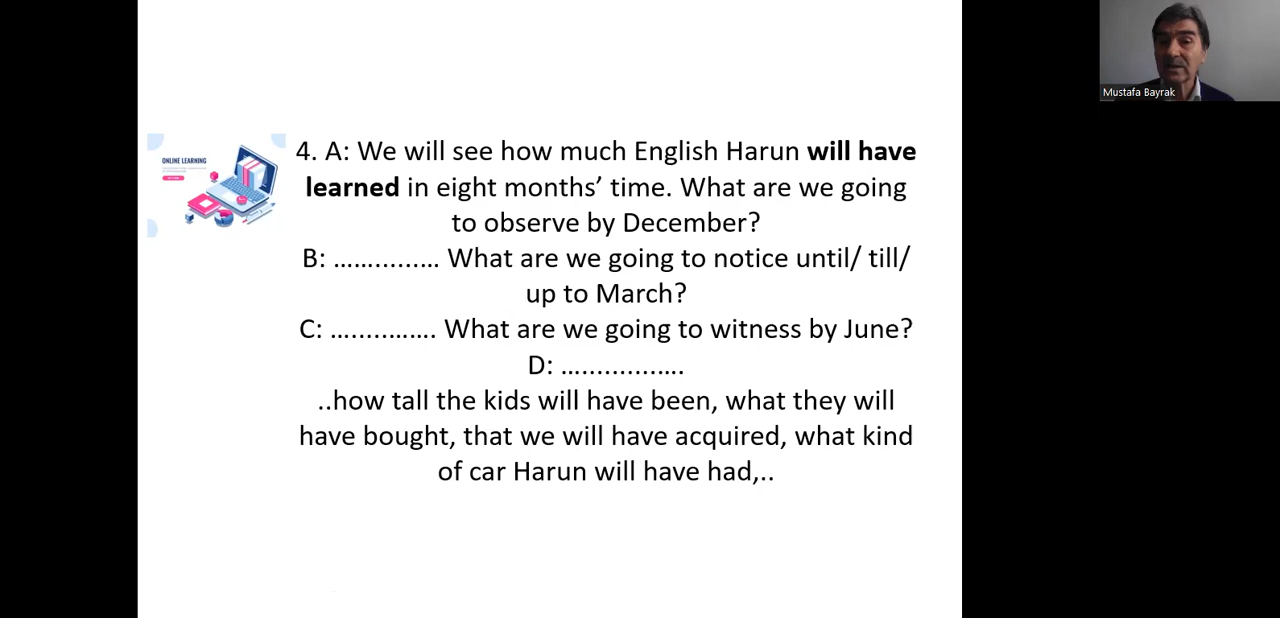 ONLINE LEARNING
4. A: We will see how much English Harun will have
learned in eight months’ time. What are we going
to observe by December?
B: ……......…. What are we going to notice until/ till/
up to March?
C: …....……. What are we going to witness by June?
D: …...........….
..how tall the kids will have been, what they will
have bought, that we will have acquired, what kind
of car Harun will have had,..
Mustafa Bayrak